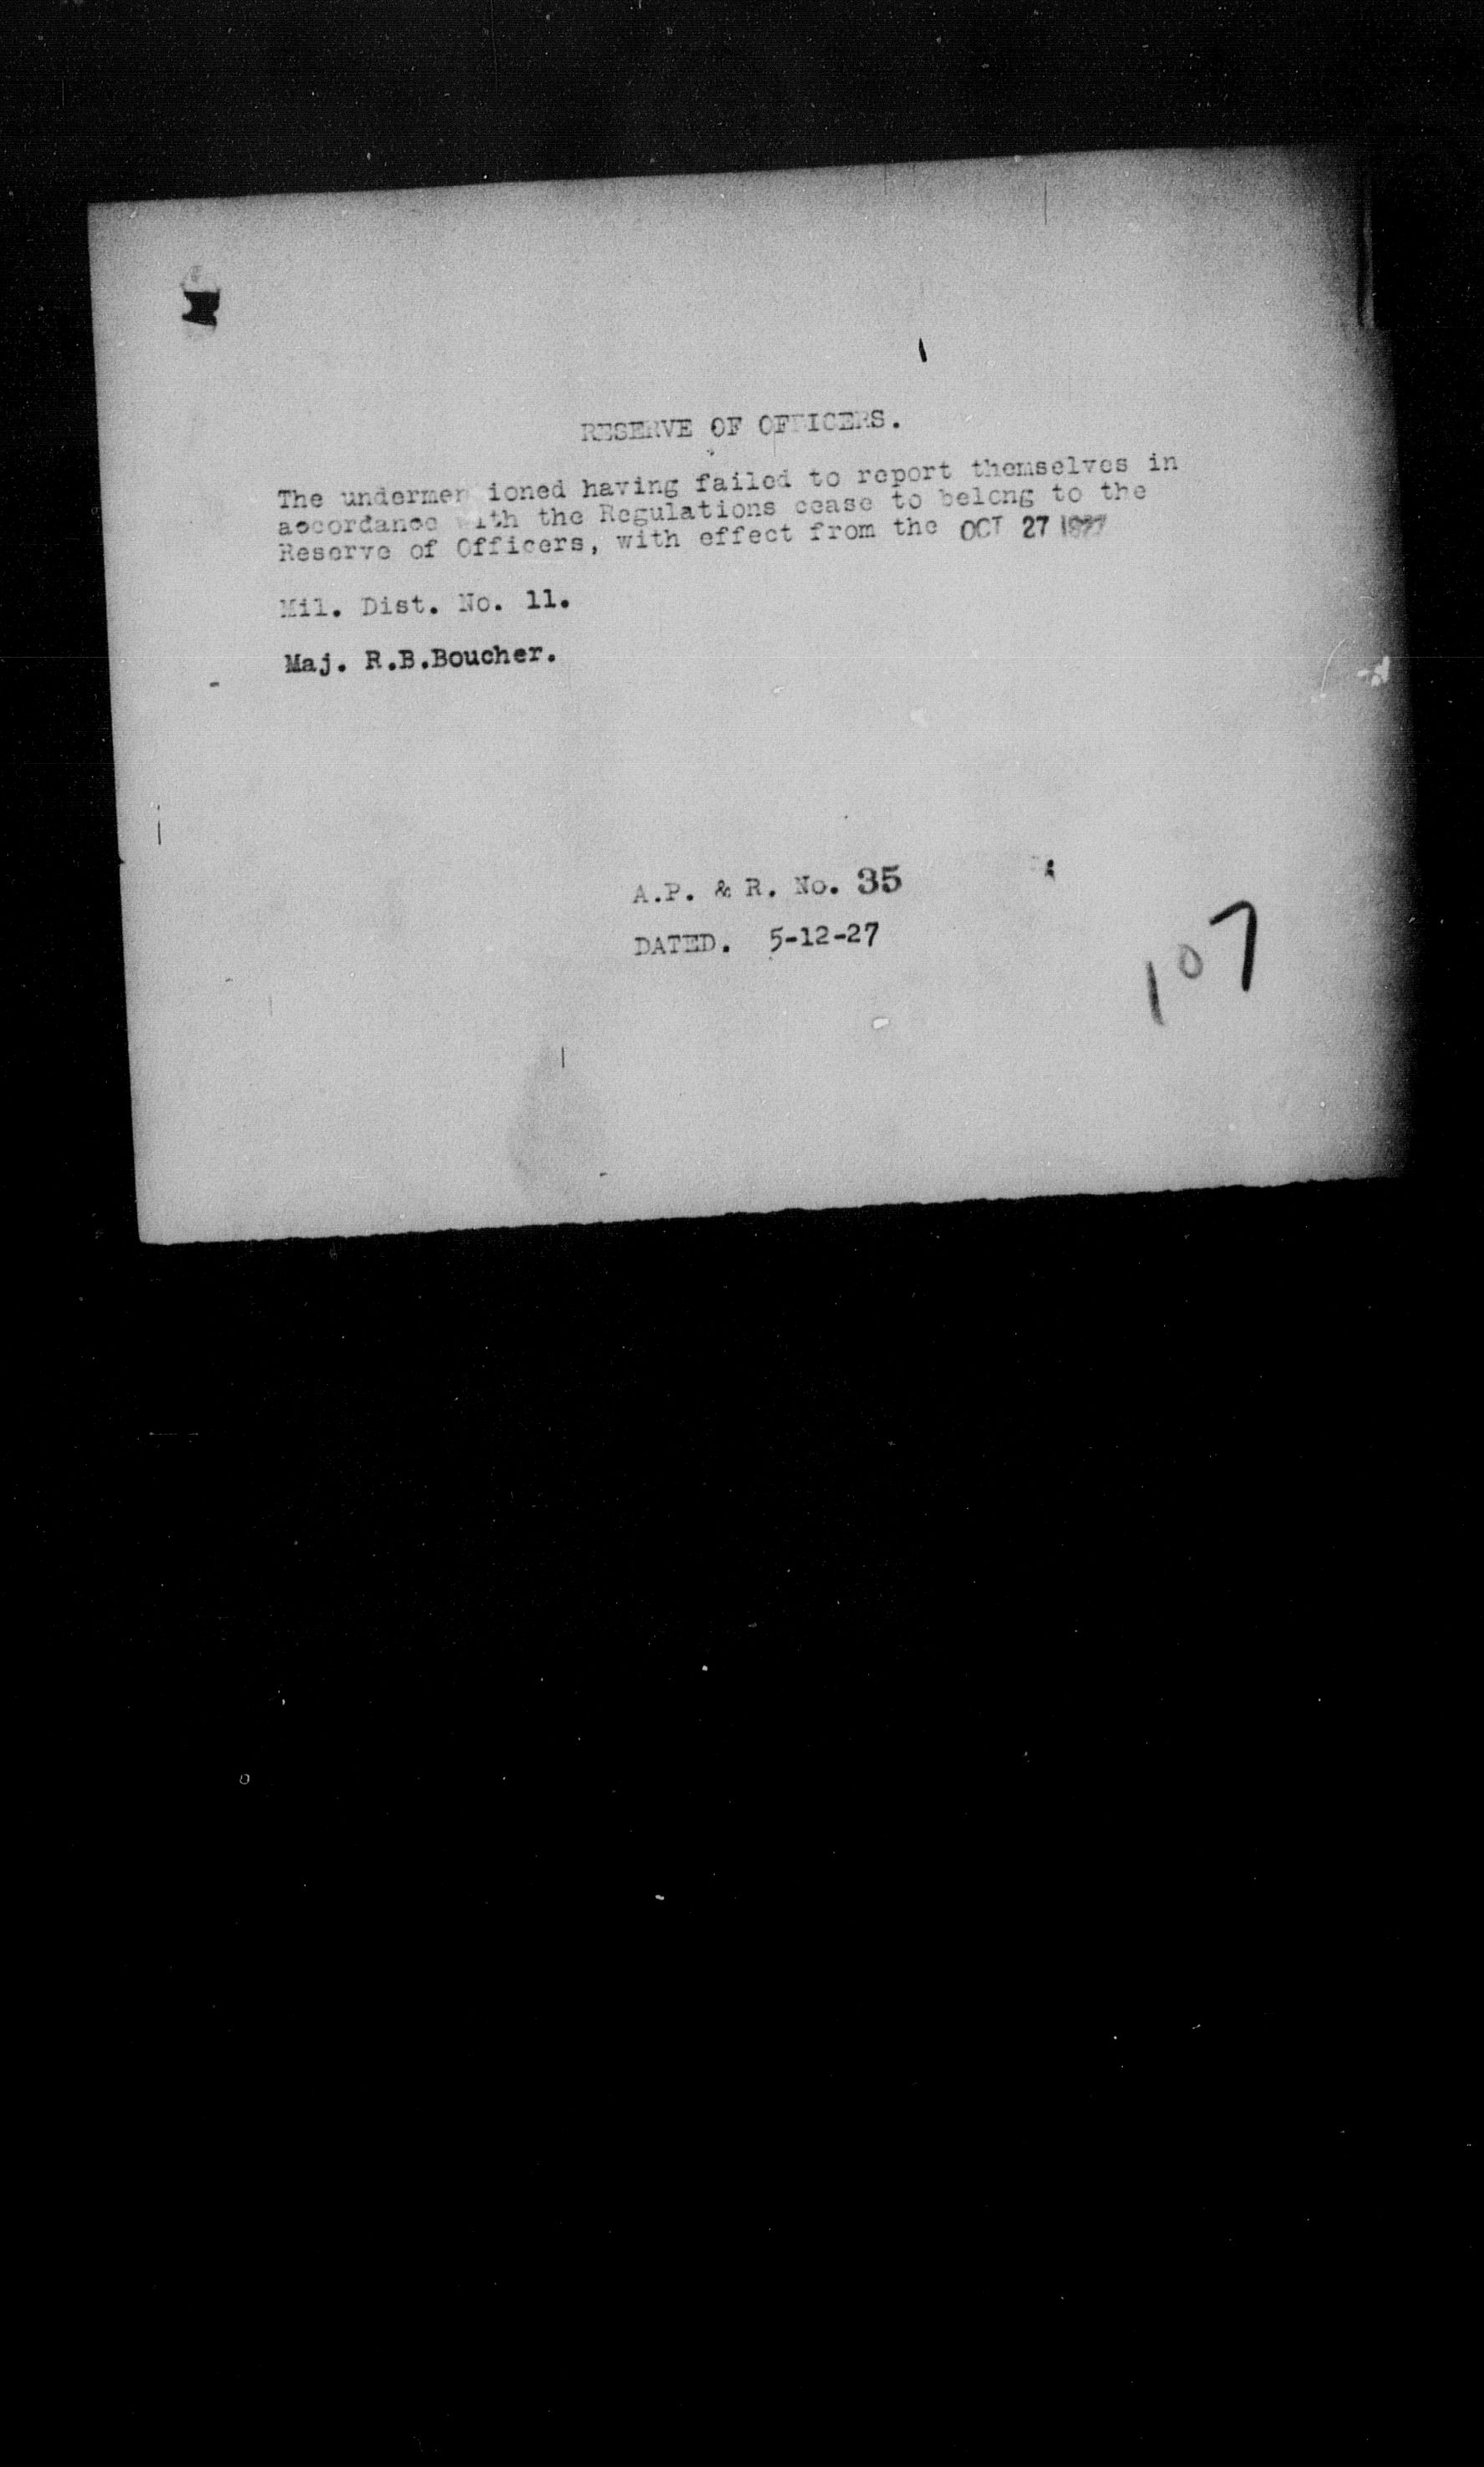 RESERVE OF OFFICERS.
The undermentioned having failed to report themselves in
accordance with the Regulations cease to belong to the
Reserve of Officers, with effect from the OCT 27 1927
Mil. Dist. No. 11.
Maj. R.B.Boucher.
A.P. & R. No. 35
DATED. 5-12-27
107